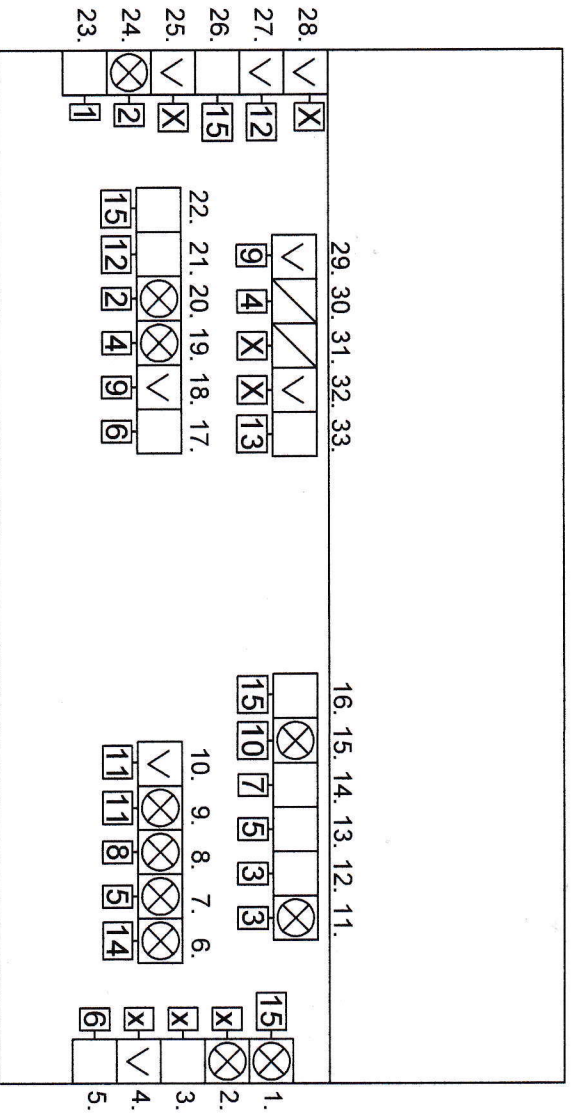 28. X
27. 12
26. 15
25. X
24. 2
23. 1
29. 30. 31. 32. 33.
9 4 X X 13
22. 21. 20. 19. 18. 17.
15 12 2 4 9 6
16. 15. 14. 13. 12. 11.
15 10 7 5 3 3
10. 9. 8. 7. 6.
11 11 8 5 14
15 x x x 6
1. 2. 3. 4. 5.